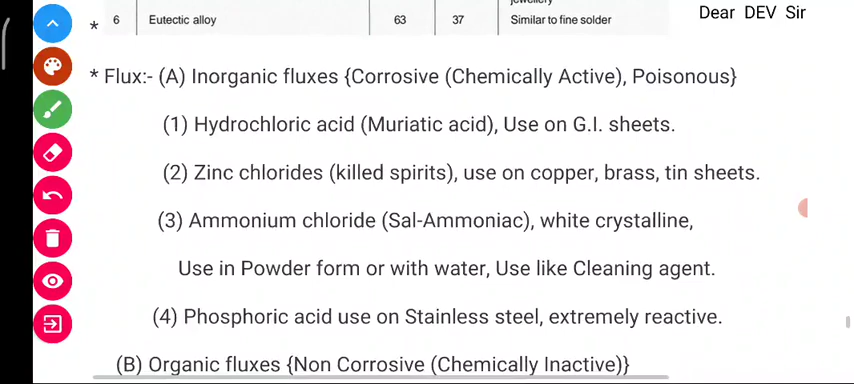 jewellery
* 6 Eutectic alloy 63 37 Similar to fine solder
Dear DEV Sir
* Flux:- (A) Inorganic fluxes {Corrosive (Chemically Active), Poisonous}
(1) Hydrochloric acid (Muriatic acid), Use on G.I. sheets.
(2) Zinc chlorides (killed spirits), use on copper, brass, tin sheets.
(3) Ammonium chloride (Sal-Ammoniac), white crystalline,
Use in Powder form or with water, Use like Cleaning agent.
(4) Phosphoric acid use on Stainless steel, extremely reactive.
(B) Organic fluxes {Non Corrosive (Chemically Inactive)}